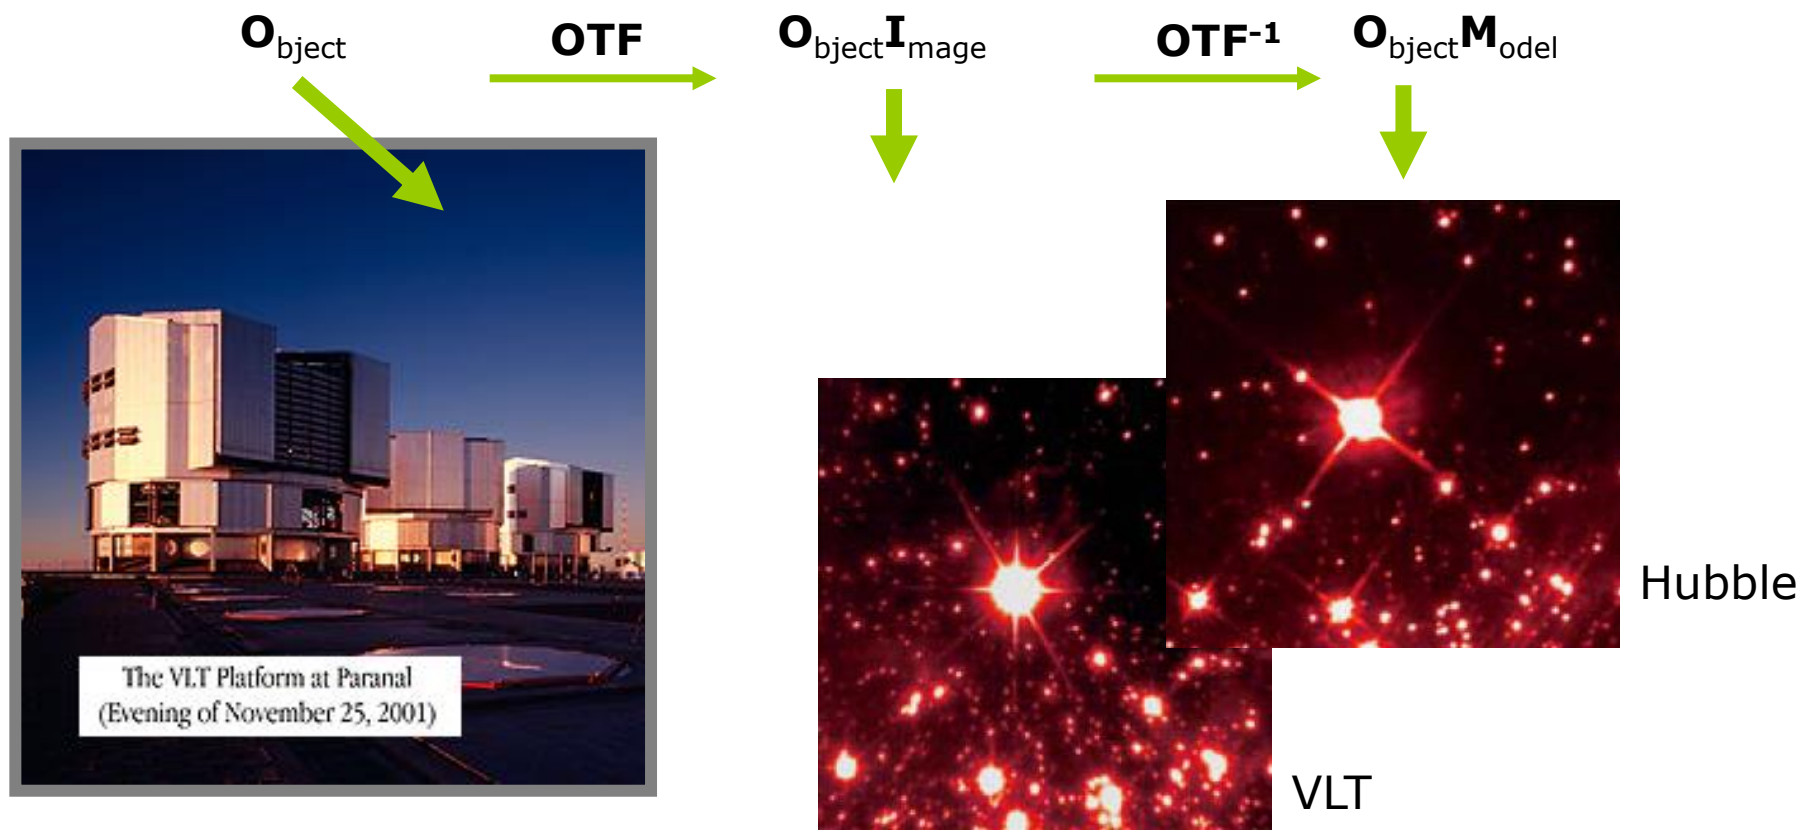 Object OTF ObjectImage OTF-1 ObjectModel
The VLT Platform at Paranal
(Evening of November 25, 2001)
Hubble
VLT